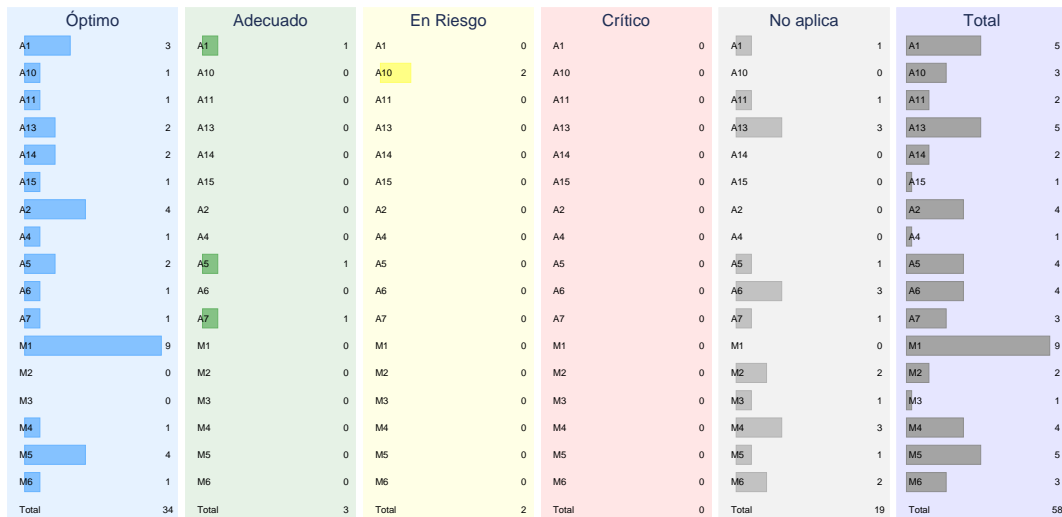 Óptimo Adecuado En Riesgo Crítico No aplica Total
A1 3 A1 1 A1 0 A1 0 A1 1 A1 5
A10 1 A10 0 A10 2 A10 0 A10 0 A10 3
A11 1 A11 0 A11 0 A11 0 A11 1 A11 2
A13 2 A13 0 A13 0 A13 0 A13 3 A13 5
A14 2 A14 0 A14 0 A14 0 A14 0 A14 2
A15 1 A15 0 A15 0 A15 0 A15 0 A15 1
A2 4 A2 0 A2 0 A2 0 A2 0 A2 4
A4 1 A4 0 A4 0 A4 0 A4 0 A4 1
A5 2 A5 1 A5 0 A5 0 A5 1 A5 4
A6 1 A6 0 A6 0 A6 0 A6 3 A6 4
A7 1 A7 1 A7 0 A7 0 A7 1 A7 3
M1 9 M1 0 M1 0 M1 0 M1 0 M1 9
M2 0 M2 0 M2 0 M2 0 M2 2 M2 2
M3 0 M3 0 M3 0 M3 0 M3 1 M3 1
M4 1 M4 0 M4 0 M4 0 M4 3 M4 4
M5 4 M5 0 M5 0 M5 0 M5 1 M5 5
M6 1 M6 0 M6 0 M6 0 M6 2 M6 3
Total 34 Total 3 Total 2 Total 0 Total 19 Total 58